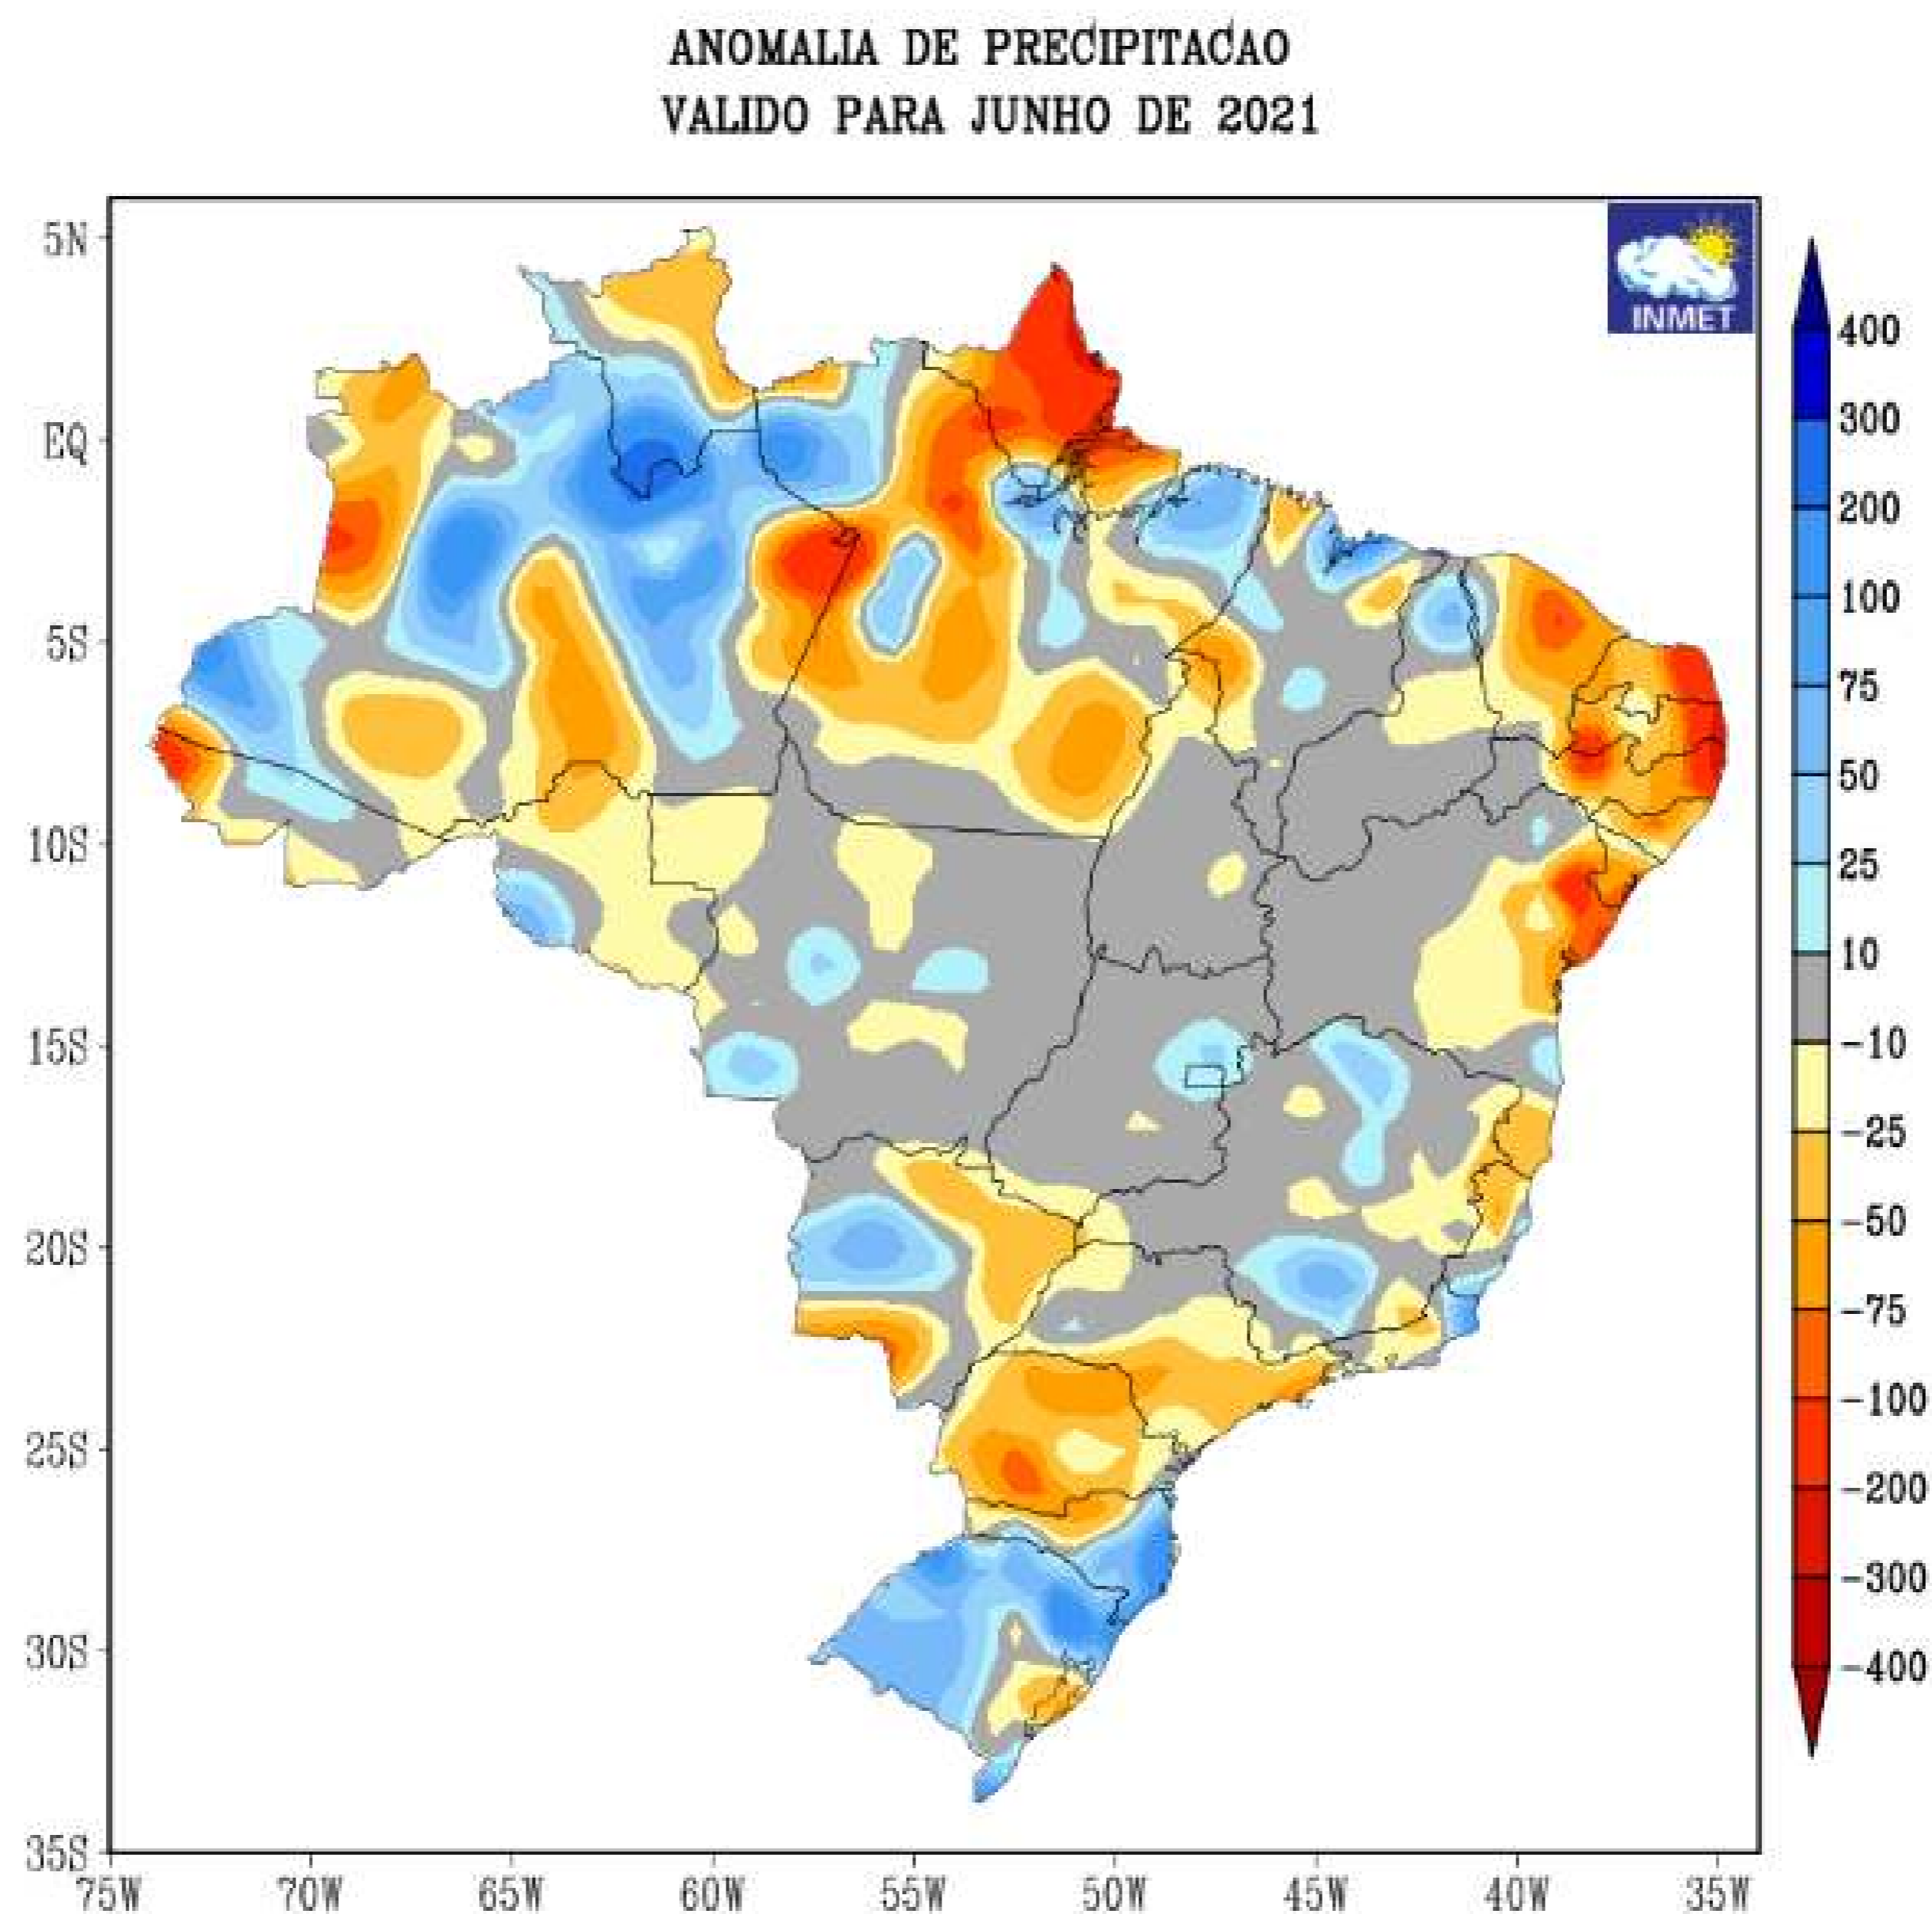 ANOMALIA DE PRECIPITACAO
VALIDO PARA JUNHO DE 2021
INMET
5N
EQ
5S
10S
15S
20S
25S
30S
35S
75W 70W 65W 60W 55W 50W 45W 40W 35W
400
300
200
100
75
50
25
10
-10
-25
-50
-75
-100
-200
-300
-400